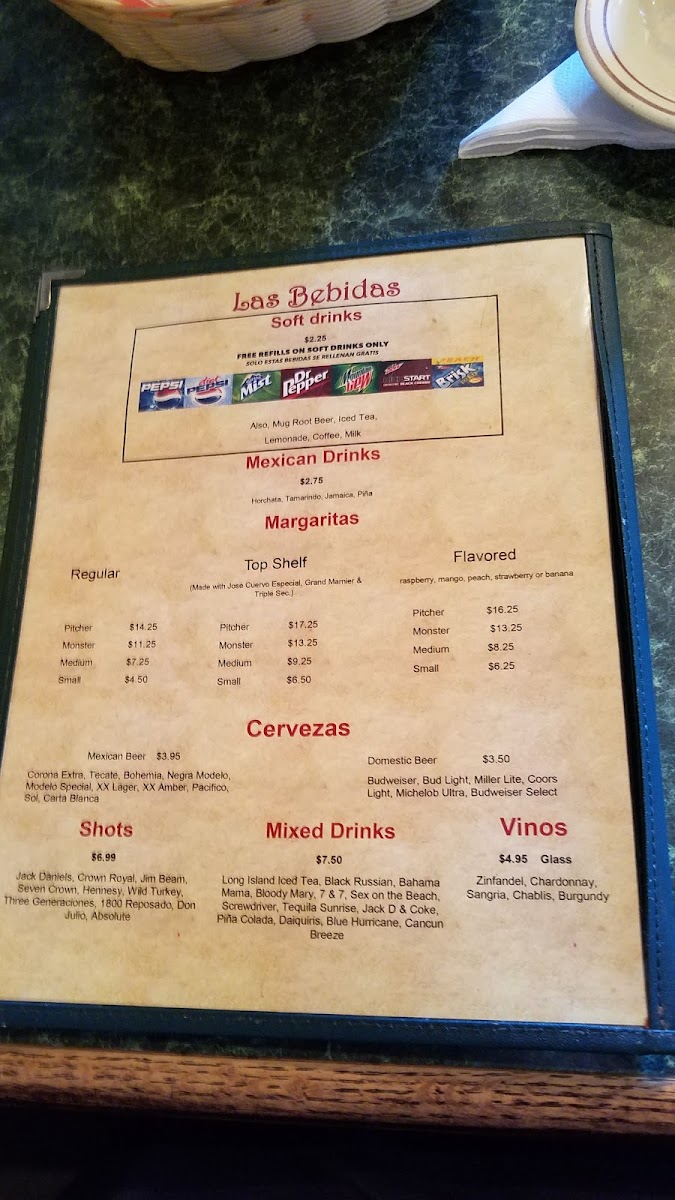 Las Bebidas
Soft drinks
$2.25
FREE REFILLS ON SOFT DRINKS ONLY
SOLO ESTAS BEBIDAS SE RELLENAN GRATIS
PEPSI diet PEPSI Mist Dr Pepper Mountain Dew START Brisk
Also, Mug Root Beer, Iced Tea,
Lemonade, Coffee, Milk
Mexican Drinks
$2.75
Horchata, Tamarindo, Jamaica, Piña
Margaritas
Regular
Pitcher $14.25
Monster $11.25
Medium $7.25
Small $4.50
Top Shelf
(Made with Jose Cuervo Especial, Grand Marnier &
Triple Sec.)
Pitcher $17.25
Monster $13.25
Medium $9.25
Small $6.50
Flavored
raspberry, mango, peach, strawberry or banana
Pitcher $16.25
Monster $13.25
Medium $8.25
Small $6.25
Cervezas
Mexican Beer $3.95
Corona Extra, Tecate, Bohemia, Negra Modelo,
Modelo Special, XX Lager, XX Amber, Pacifico,
Sol, Carta Blanca
Domestic Beer $3.50
Budweiser, Bud Light, Miller Lite, Coors
Light, Michelob Ultra, Budweiser Select
Shots
$6.99
Jack Daniels, Crown Royal, Jim Beam,
Seven Crown, Hennesy, Wild Turkey,
Three Generaciones, 1800 Reposado, Don
Julio, Absolute
Mixed Drinks
$7.50
Long Island Iced Tea, Black Russian, Bahama
Mama, Bloody Mary, 7 & 7, Sex on the Beach,
Screwdriver, Tequila Sunrise, Jack D & Coke,
Piña Colada, Daiquiris, Blue Hurricane, Cancun
Breeze
Vinos
$4.95 Glass
Zinfandel, Chardonnay,
Sangria, Chablis, Burgundy